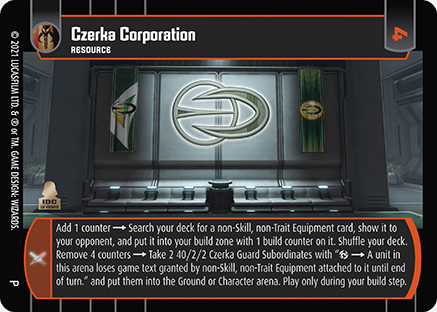 Czerka Corporation
RESOURCE
4
IDC
Add 1 counter → Search your deck for a non-Skill, non-Trait Equipment card, show it to
your opponent, and put it into your build zone with 1 build counter on it. Shuffle your deck.
Remove 4 counters → Take 2 40/2/2 Czerka Guard Subordinates with “ → A unit in
this arena loses game text granted by non-Skill, non-Trait Equipment attached to it until end
of turn.” and put them into the Ground or Character arena. Play only during your build step.
© 2021 LUCASFILM LTD. & ® or TM. GAME DESIGN: WIZARDS.
P